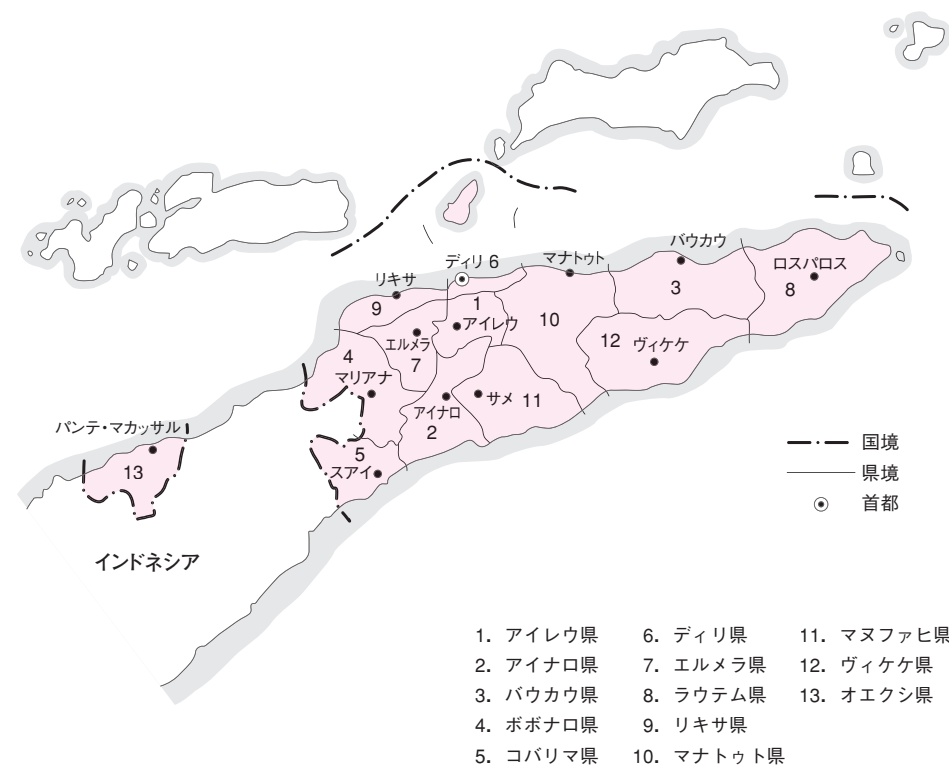 バウカウ
ディリ 6
マナトゥト
ロスパロス
8
リキサ
3
9
1
アイレウ
10
エルメラ
7
12
ヴィケケ
4
マリアナ
サメ 11
アイナロ
2
パンテ・マカッサル
13
5
スアイ
国境
県境
首都
インドネシア
1. アイレウ県
2. アイナロ県
3. バウカウ県
4. ボボナロ県
5. コバリマ県
6. ディリ県
7. エルメラ県
8. ラウテム県
9. リキサ県
10. マナトゥト県
11. マヌファヒ県
12. ヴィケケ県
13. オエクシ県